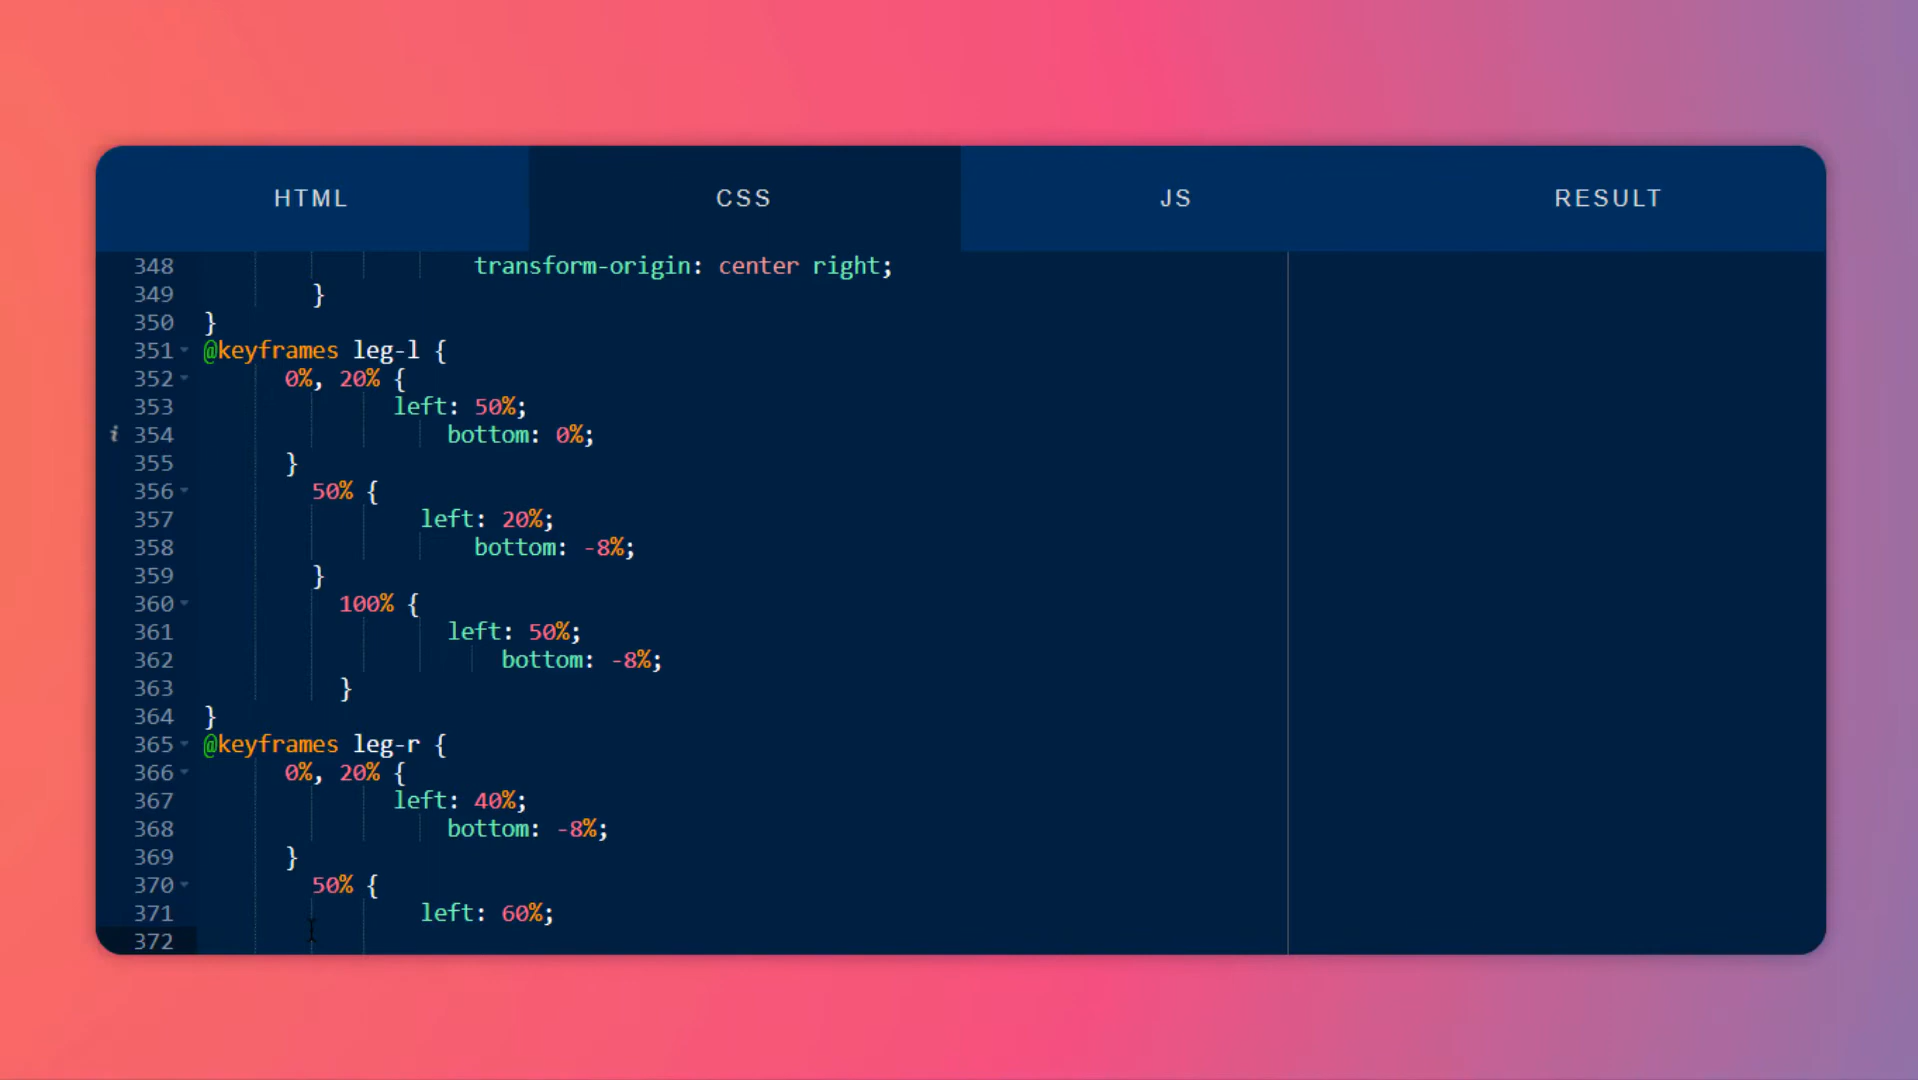 HTML
CSS
JS
RESULT
348 transform-origin: center right;
349 }
350 }
351 @keyframes leg-l {
352 0%, 20% {
353 left: 50%;
i 354 bottom: 0%;
355 }
356 50% {
357 left: 20%;
358 bottom: -8%;
359 }
360 100% {
361 left: 50%;
362 bottom: -8%;
363 }
364 }
365 @keyframes leg-r {
366 0%, 20% {
367 left: 40%;
368 bottom: -8%;
369 }
370 50% {
371 left: 60%;
372